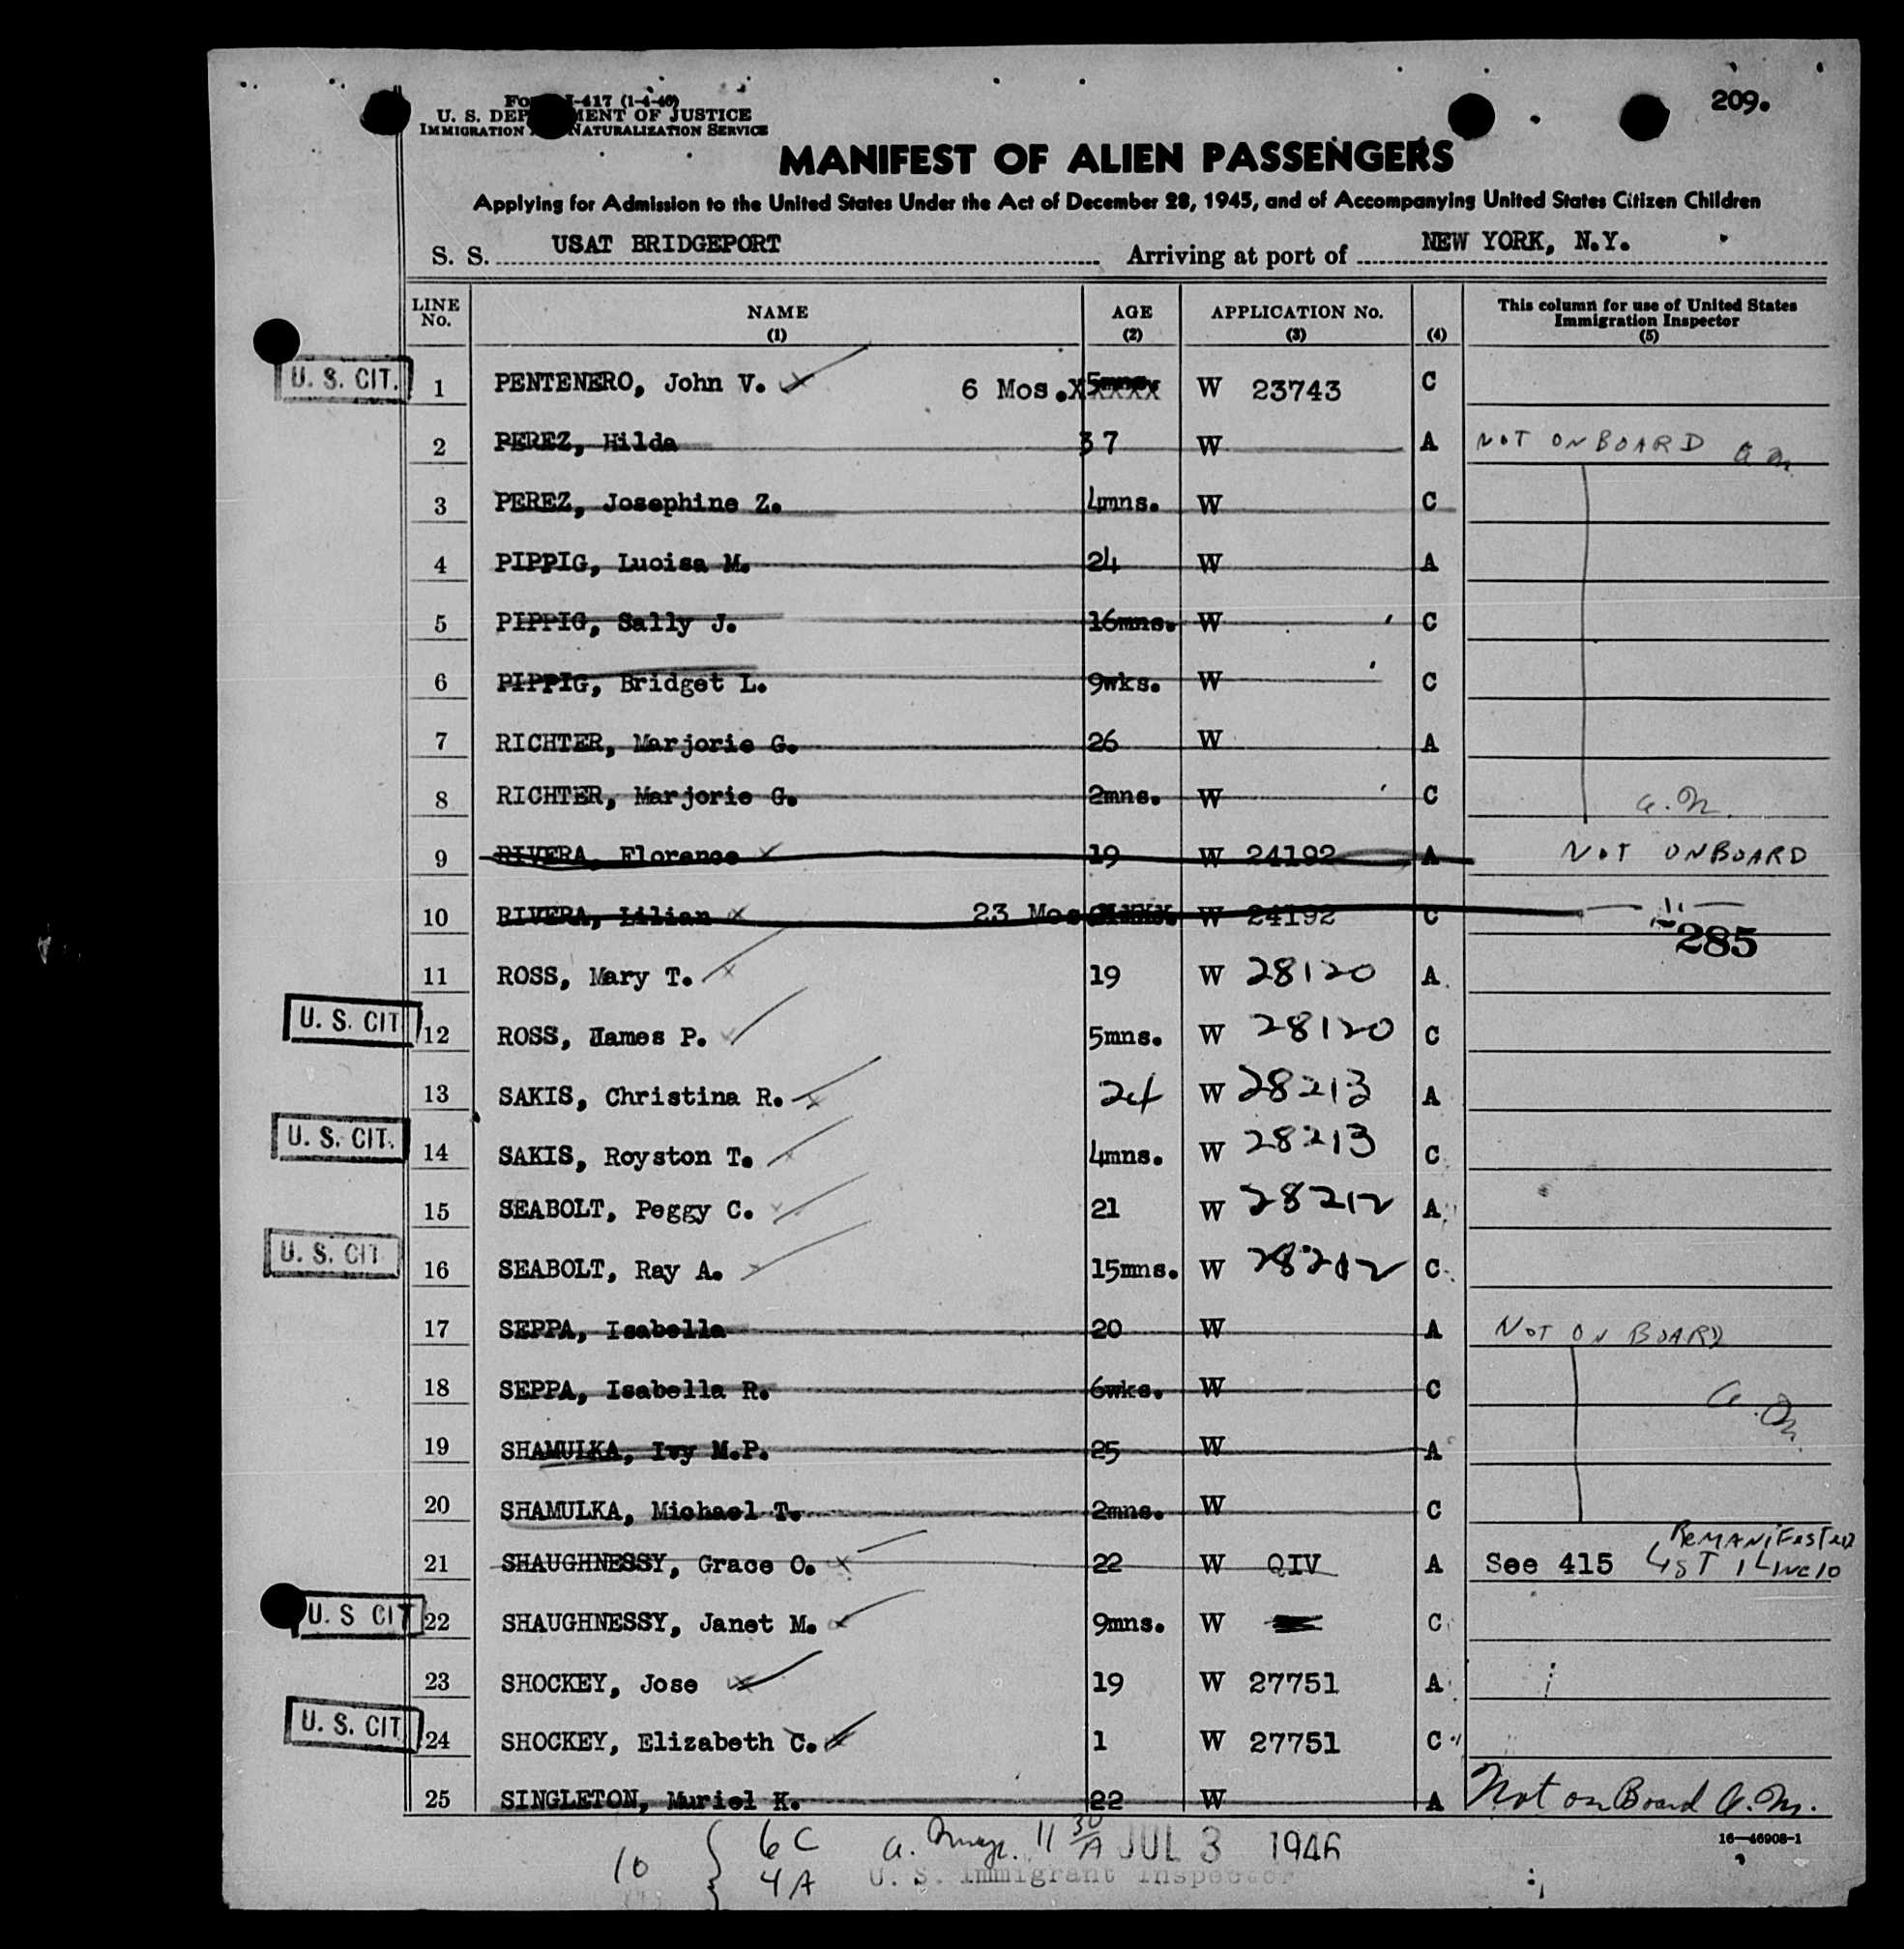 209.
U. S. DEPARTMENT OF JUSTICE
IMMIGRATION NATURALIZATION SERVICE
MANIFEST OF ALIEN PASSENGERS
Applying for Admission to the United States Under the Act of December 28, 1945, and of Accompanying United States Citizen Children
S. S. USAT BRIDGEPORT Arriving at port of NEW YORK, N.Y.
LINE No. NAME (1) AGE (2) APPLICATION No. (3) (4) This column for use of United States Immigration Inspector (5)
U. S. CIT. 1 PENTENERO, John V. 6 Mos. W 23743 C
2 PEREZ, Hilda 37 W A NOT ON BOARD
3 PEREZ, Josephine Z. 4mns. W C
4 PIPPIG, Luoisa M. 24 W A
5 PIPPIG, Sally J. 16mns. W C
6 PIPPIG, Bridget L. 9wks. W C
7 RICHTER, Marjorie G. 26 W A
8 RICHTER, Marjorie G. 2mns. W C
9 RIVERA, Florence 19 W 24192 A NOT ONBOARD
10 RIVERA, Lilian 23 Mos W 24192 C
285
11 ROSS, Mary T. 19 W 28120 A
U. S. CIT 12 ROSS, James P. 5mns. W 28120 C
13 SAKIS, Christina R. 24 W 28213 A
U. S. CIT. 14 SAKIS, Royston T. 4mns. W 28213 C
15 SEABOLT, Peggy C. 21 W 28212 A
U. S. CIT 16 SEABOLT, Ray A. 15mns. W 28212 C
17 SEPPA, Isabella 20 W A NOT ON BOARD
18 SEPPA, Isabella R. 6wks. W C
19 SHAMULKA, Ivy M.P. 25 W A
20 SHAMULKA, Michael T. 2mns. W C
21 SHAUGHNESSY, Grace O. 22 W QIV A See 415 REMANIFESTED LIST 1 LINE 10
U. S CIT 22 SHAUGHNESSY, Janet M. 9mns. W C
23 SHOCKEY, Jose 19 W 27751 A
U. S. CIT 24 SHOCKEY, Elizabeth C. 1 W 27751 C
25 SINGLETON, Muriel K. 22 W A Not on Board A.M.
10 { 6 C
4 A
11 30/A JUL 3 1946
U. S. Immigrant Inspector
16—46908-1